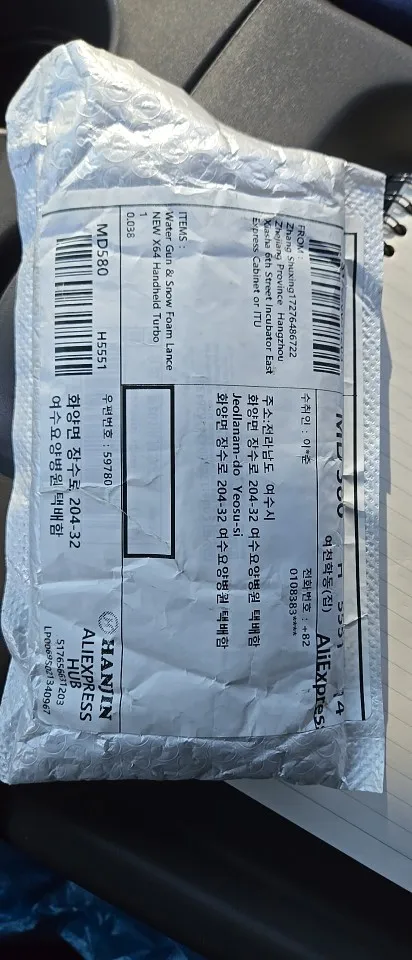 H 5551 14
여천학동(집) AliExpress
FROM :
Zhang Shuxing17276486722
Zhejiang Province Hangzhou
Xiasha 6th Street Incubator East
Express Cabinet or ITU
수취인 : 이*준
전화번호 : +82
0108383****
주소:전라남도 여수시
화양면 장수로 204-32 여수요양병원 택배함
Jeollanam-do Yeosu-si
화양면 장수로 204-32 여수요양병원 택배함
ITEMS :
Water Gun & Snow Foam Lance
NEW X64 Handheld Turbo
1
0.038
MD580 H5551
우편번호 : 59780
화양면 장수로 204-32
여수요양병원 택배함
HANJIN
ALIEXPRESS
HUB